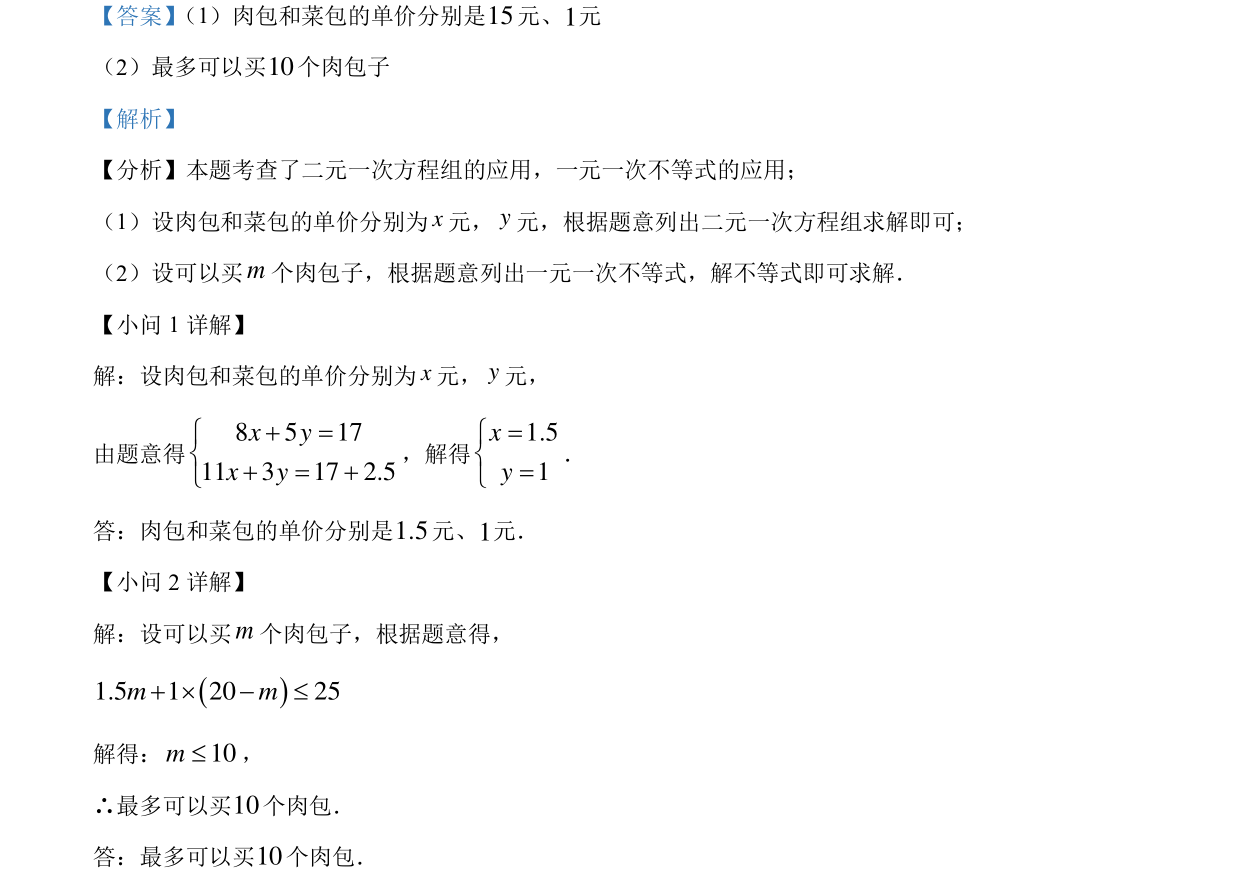 【答案】（1）肉包和菜包的单价分别是15元、1元
（2）最多可以买10个肉包子
【解析】
【分析】本题考查了二元一次方程组的应用，一元一次不等式的应用；
（1）设肉包和菜包的单价分别为x元，y元，根据题意列出二元一次方程组求解即可；
（2）设可以买m个肉包子，根据题意列出一元一次不等式，解不等式即可求解．
【小问1详解】
解：设肉包和菜包的单价分别为x元，y元，
由题意得{8x+5y=17 11x+3y=17+2.5，解得{x=1.5 y=1．
答：肉包和菜包的单价分别是1.5元、1元．
【小问2详解】
解：设可以买m个肉包子，根据题意得，
1.5m+1×(20−m)≤25
解得：m≤10，
∴最多可以买10个肉包．
答：最多可以买10个肉包．